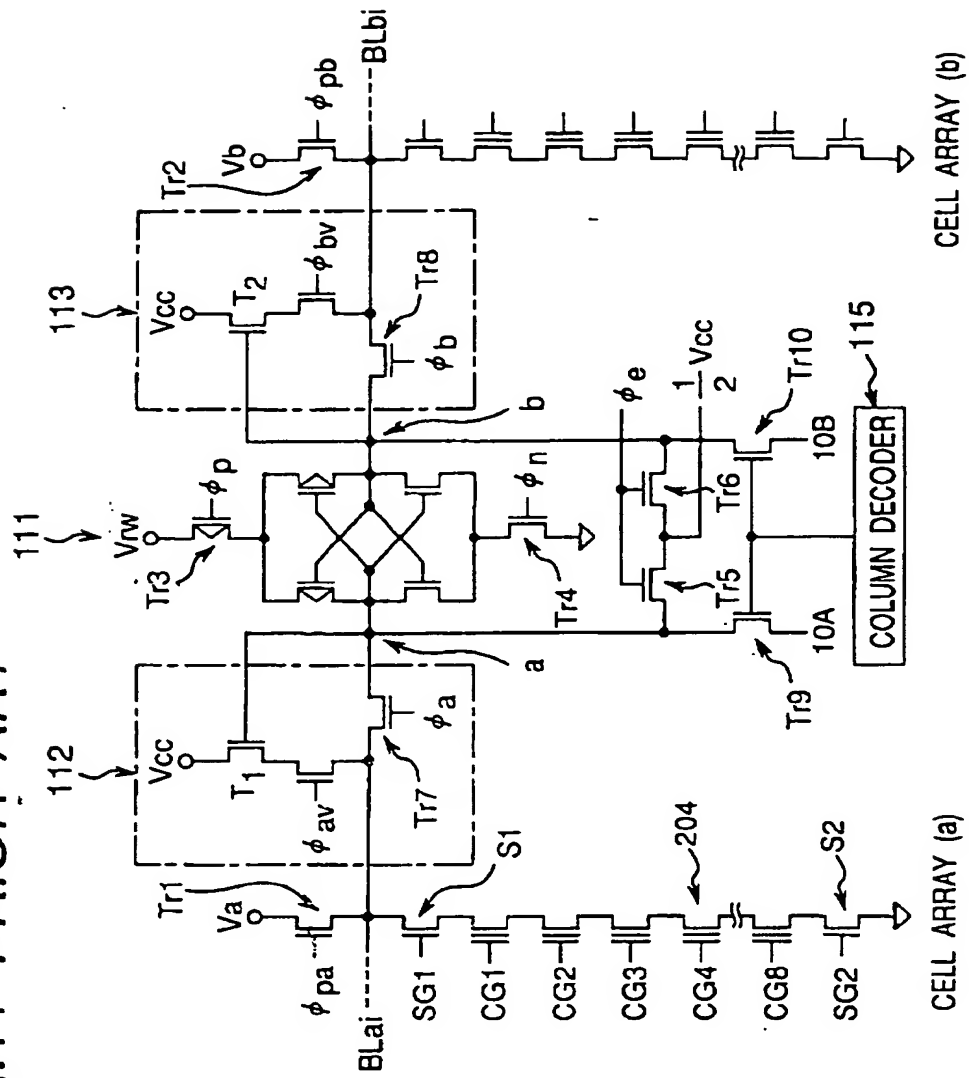 111
112
113
Vrw
Vcc
Vcc
Va
Vb
Tr1
Tr2
Tr3
T1
T2
ϕp
ϕpa
ϕpb
ϕav
ϕbv
Tr7
Tr8
ϕa
ϕb
a
b
BLai
BLbi
Tr4
ϕn
ϕe
Tr5
Tr6
1
2
Vcc
Tr9
Tr10
10A
10B
115
COLUMN DECODER
S1
SG1
CG1
CG2
CG3
CG4
204
CG8
SG2
S2
CELL ARRAY (a)
CELL ARRAY (b)